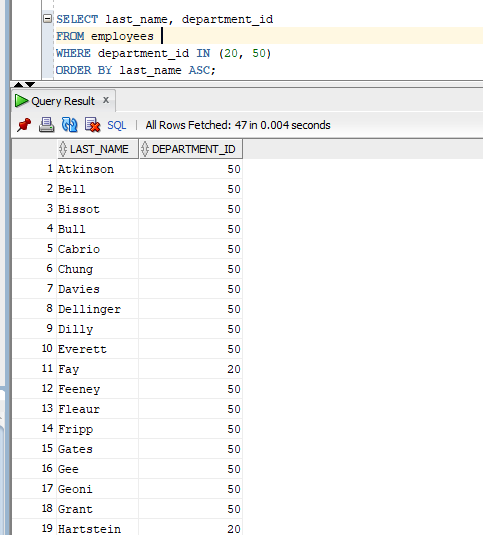 SELECT last_name, department_id
FROM employees
WHERE department_id IN (20, 50)
ORDER BY last_name ASC;
Query Result x
SQL | All Rows Fetched: 47 in 0.004 seconds
LAST_NAME DEPARTMENT_ID
1 Atkinson 50
2 Bell 50
3 Bissot 50
4 Bull 50
5 Cabrio 50
6 Chung 50
7 Davies 50
8 Dellinger 50
9 Dilly 50
10 Everett 50
11 Fay 20
12 Feeney 50
13 Fleaur 50
14 Fripp 50
15 Gates 50
16 Gee 50
17 Geoni 50
18 Grant 50
19 Hartstein 20